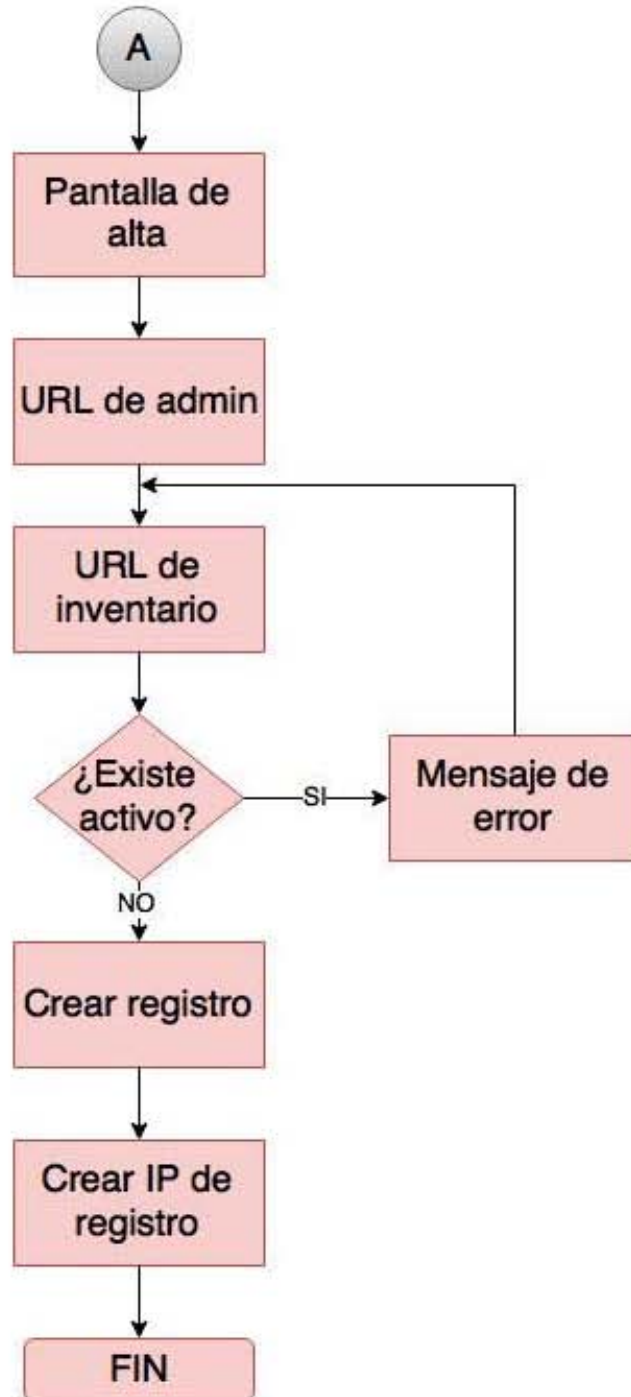 A
Pantalla de
alta
URL de admin
URL de
inventario
¿Existe
activo?
SI
Mensaje de
error
NO
Crear registro
Crear IP de
registro
FIN